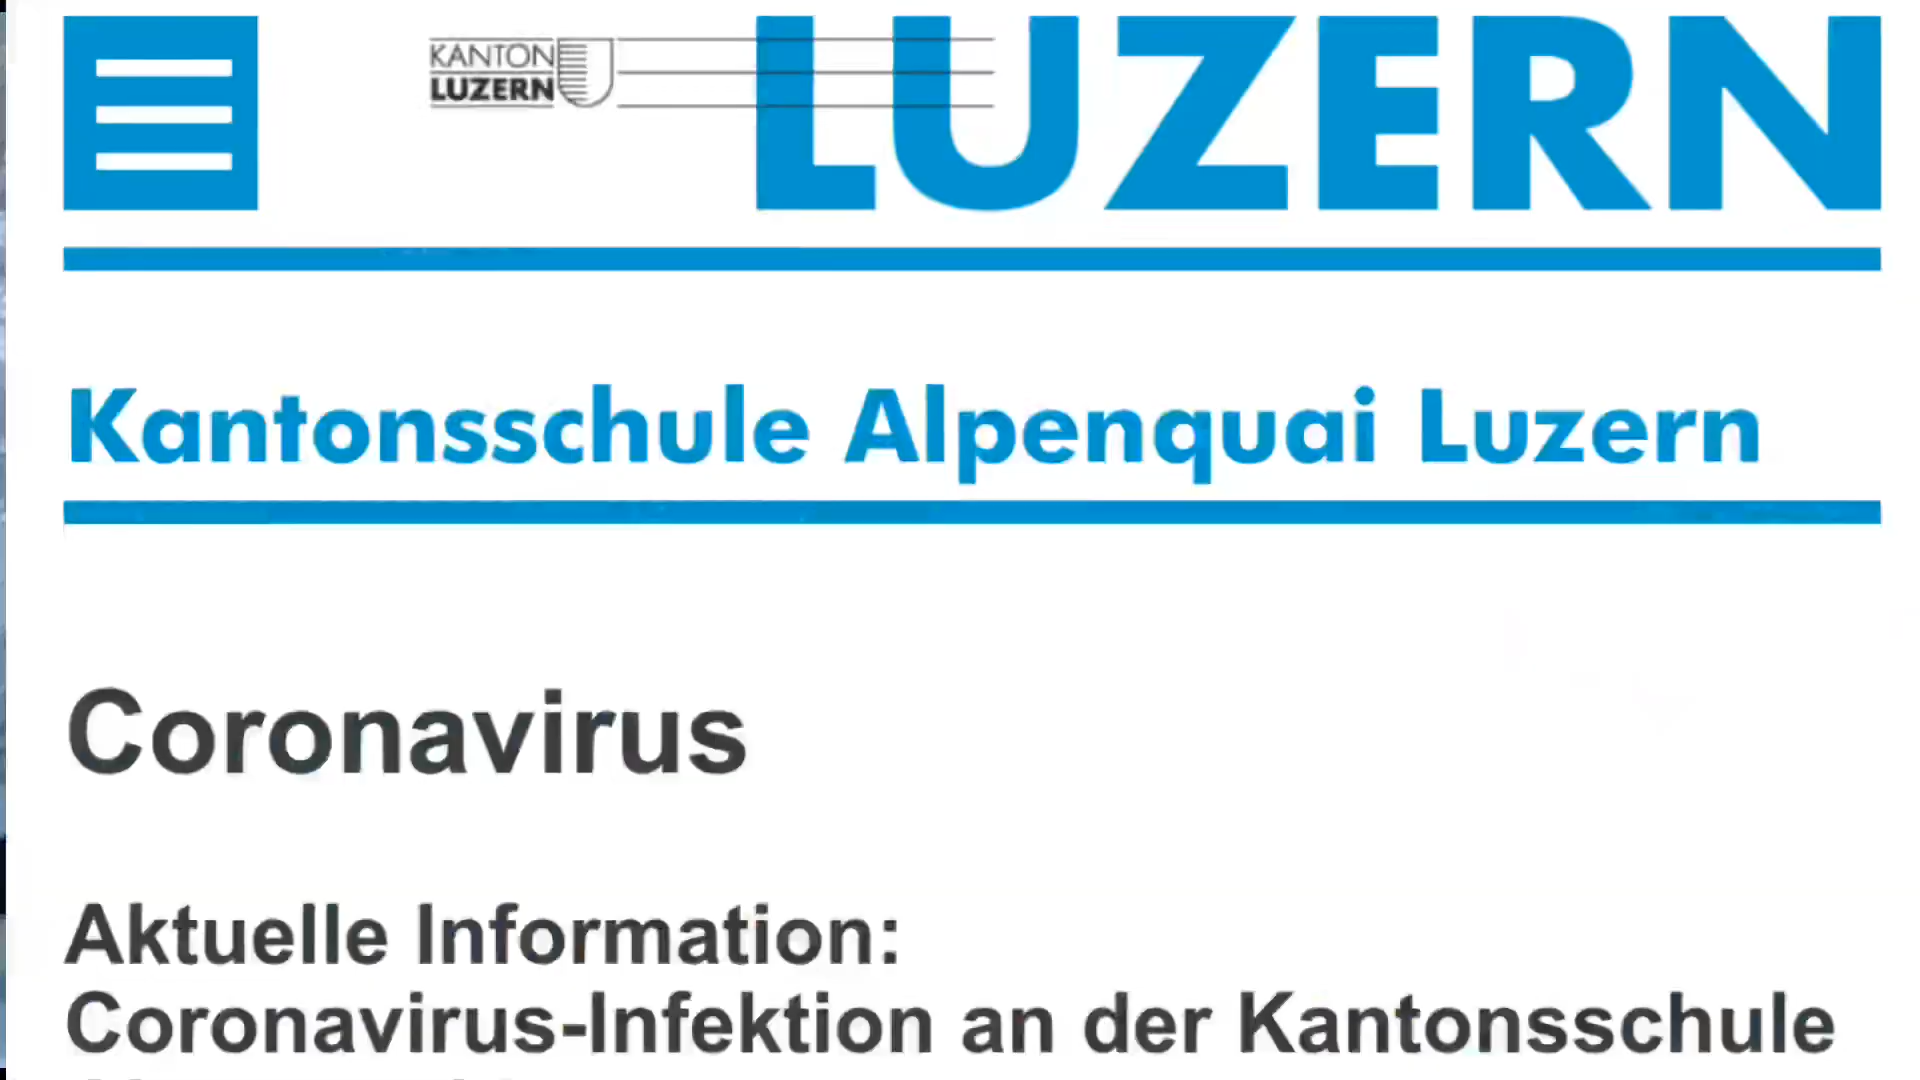 KANTON
LUZERN
LUZERN
Kantonsschule Alpenquai Luzern
Coronavirus
Aktuelle Information:
Coronavirus-Infektion an der Kantonsschule